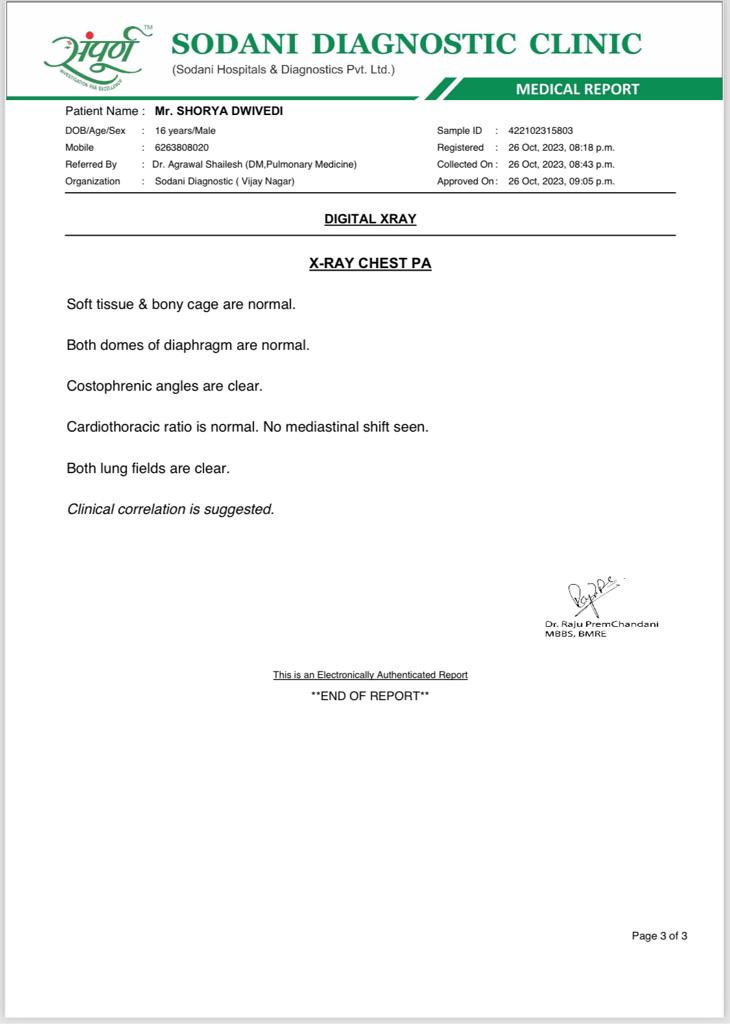 संपूर्ण TM
INVESTIGATION PAR EXCELLENCE
SODANI DIAGNOSTIC CLINIC
(Sodani Hospitals & Diagnostics Pvt. Ltd.)
MEDICAL REPORT
Patient Name : Mr. SHORYA DWIVEDI
DOB/Age/Sex : 16 years/Male Sample ID : 422102315803
Mobile : 6263808020 Registered : 26 Oct, 2023, 08:18 p.m.
Referred By : Dr. Agrawal Shailesh (DM,Pulmonary Medicine) Collected On : 26 Oct, 2023, 08:43 p.m.
Organization : Sodani Diagnostic ( Vijay Nagar) Approved On : 26 Oct, 2023, 09:05 p.m.
DIGITAL XRAY
X-RAY CHEST PA
Soft tissue & bony cage are normal.
Both domes of diaphragm are normal.
Costophrenic angles are clear.
Cardiothoracic ratio is normal. No mediastinal shift seen.
Both lung fields are clear.
Clinical correlation is suggested.
Dr. Raju PremChandani
MBBS, BMRE
This is an Electronically Authenticated Report
**END OF REPORT**
Page 3 of 3